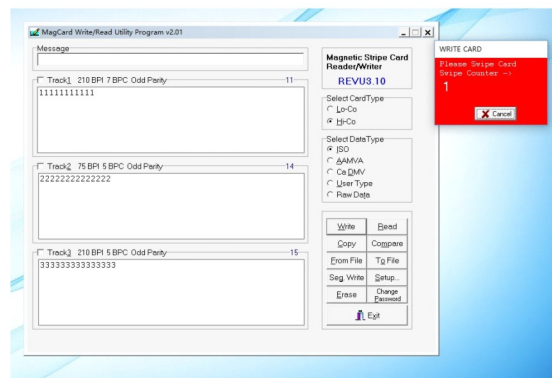 MagCard Write/Read Utility Program v2.01
Message
Track1 210 BPI 7 BPC Odd Parity 11
11111111111
Track2 75 BPI 5 BPC Odd Parity 14
22222222222222
Track3 210 BPI 5 BPC Odd Parity 15
333333333333333
Magnetic Stripe Card
Reader/Writer
REVU3.10
Select CardType
Lo-Co
Hi-Co
Select DataType
ISO
AAMVA
Ca DMV
User Type
Raw Data
Write Read
Copy Compare
From File To File
Seg. Write Setup...
Erase Change Password
Exit
WRITE CARD
Please Swipe Card
Swipe Counter ->
1
Cancel